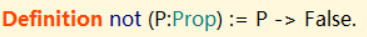 Definition not (P:Prop) := P -> False.